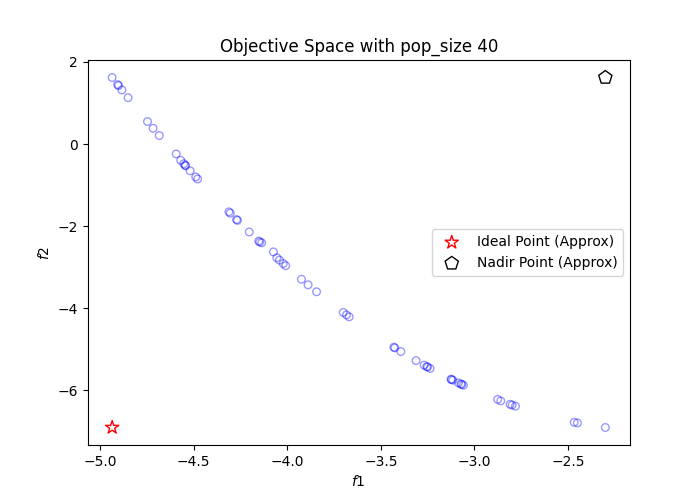 Objective Space with pop_size 40
2
0
−2
−4
−6
f2
Ideal Point (Approx)
Nadir Point (Approx)
−5.0 −4.5 −4.0 −3.5 −3.0 −2.5
f1